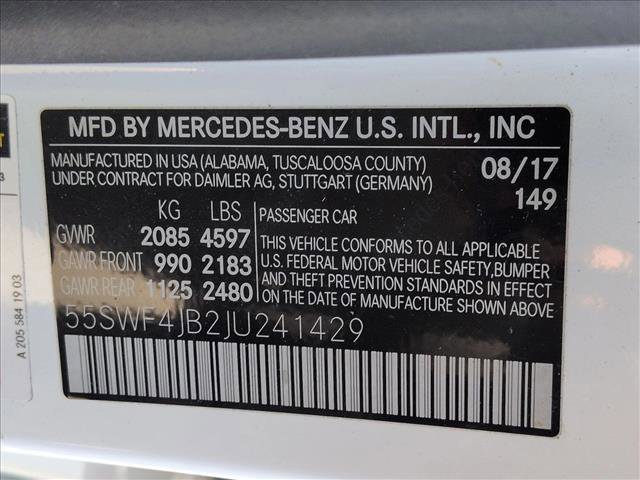 MFD BY MERCEDES-BENZ U.S. INTL., INC
MANUFACTURED IN USA (ALABAMA, TUSCALOOSA COUNTY)
UNDER CONTRACT FOR DAIMLER AG, STUTTGART (GERMANY)
08/17
149
KG LBS
GVWR 2085 4597
GAWR FRONT 990 2183
GAWR REAR 1125 2480
PASSENGER CAR
THIS VEHICLE CONFORMS TO ALL APPLICABLE
U.S. FEDERAL MOTOR VEHICLE SAFETY,BUMPER
AND THEFT PREVENTION STANDARDS IN EFFECT
ON THE DATE OF MANUFACTURE SHOWN ABOVE.
55SWF4JB2JU241429
A 205 584 19 03